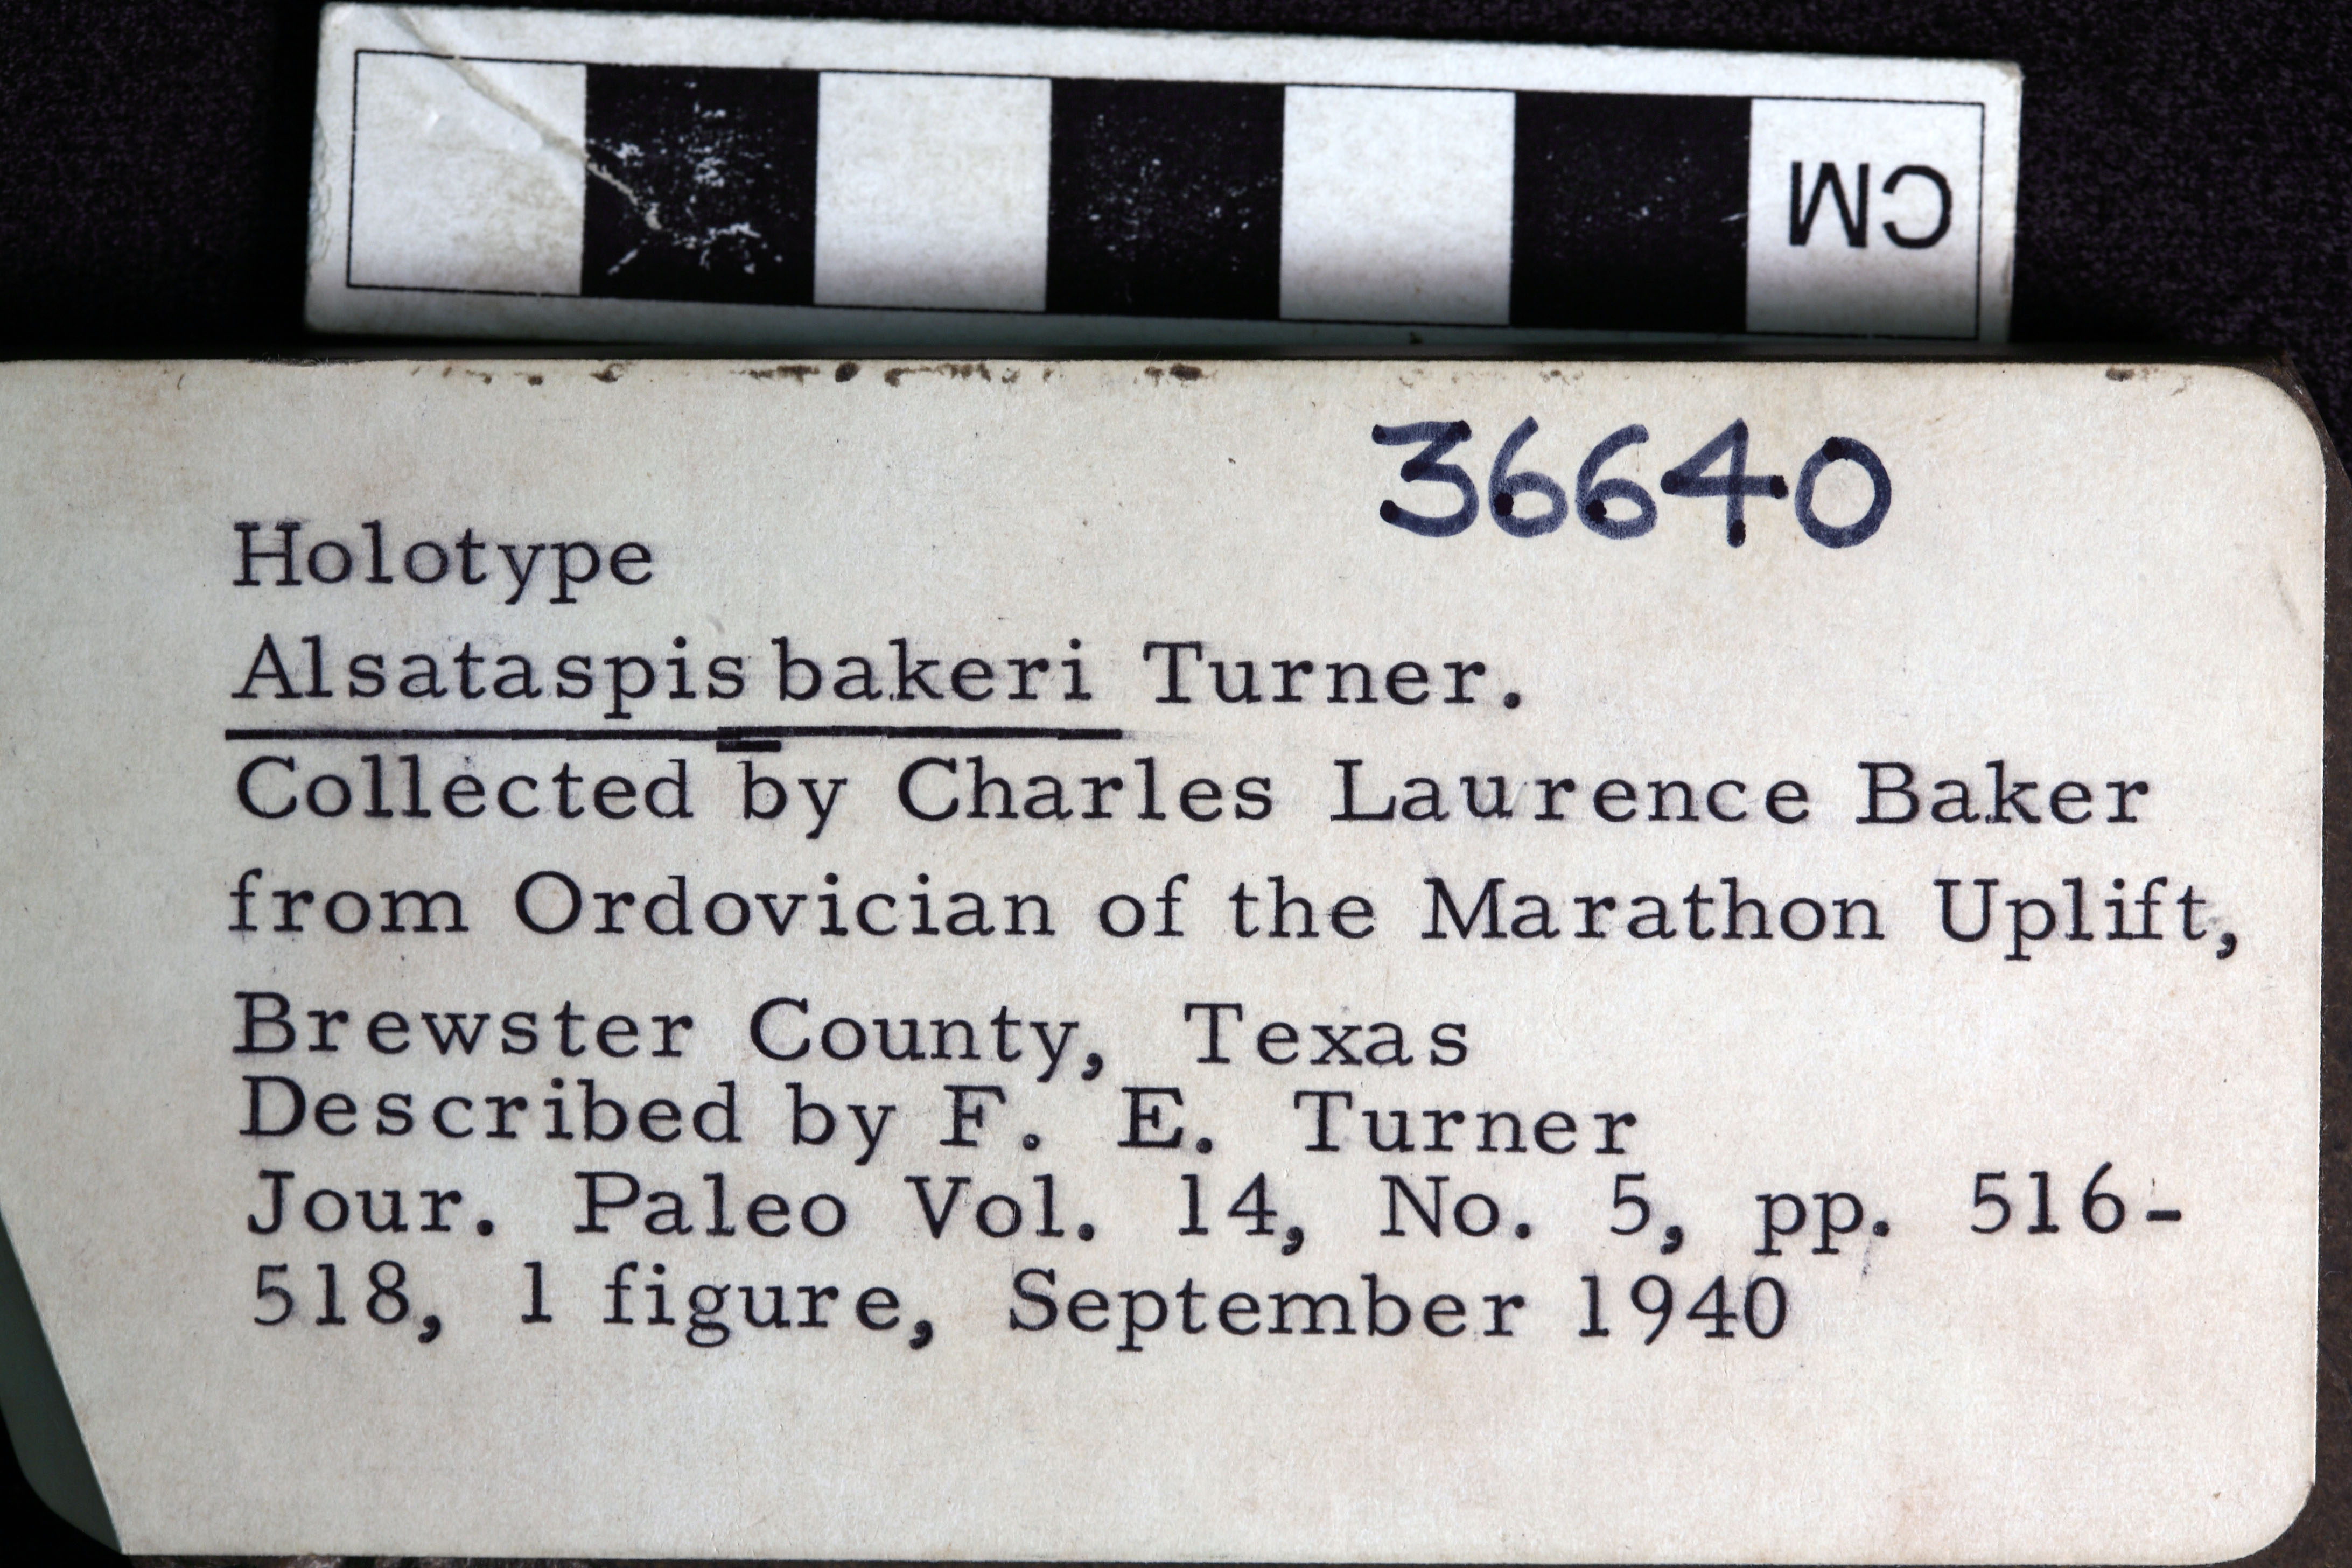 CM
36640
Holotype
Alsataspis bakeri Turner.
Collected by Charles Laurence Baker
from Ordovician of the Marathon Uplift,
Brewster County, Texas
Described by F. E. Turner
Jour. Paleo Vol. 14, No. 5, pp. 516-
518, 1 figure, September 1940